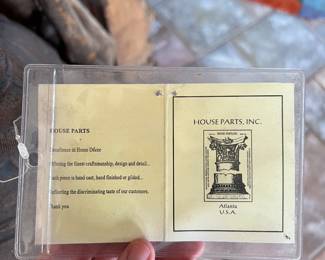 HOUSE PARTS
Excellence in Home Décor
Offering the finest craftsmanship, design and detail..
Each piece is hand cast, hand finished or gilded...
Reflecting the discriminating taste of our customers.
Thank you
HOUSE PARTS, INC.
Atlanta
U.S.A.